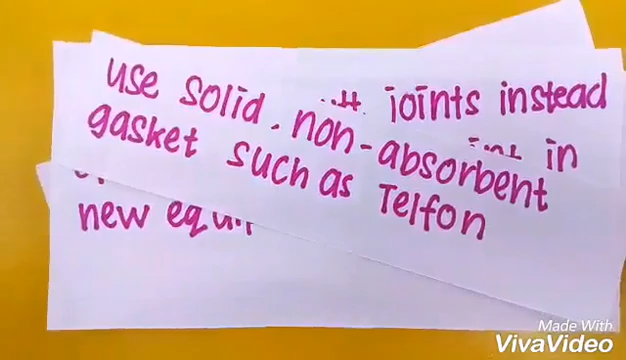 use solid, non-absorbent
gasket such as Telfon
joints instead
in
new
Made With
VivaVideo